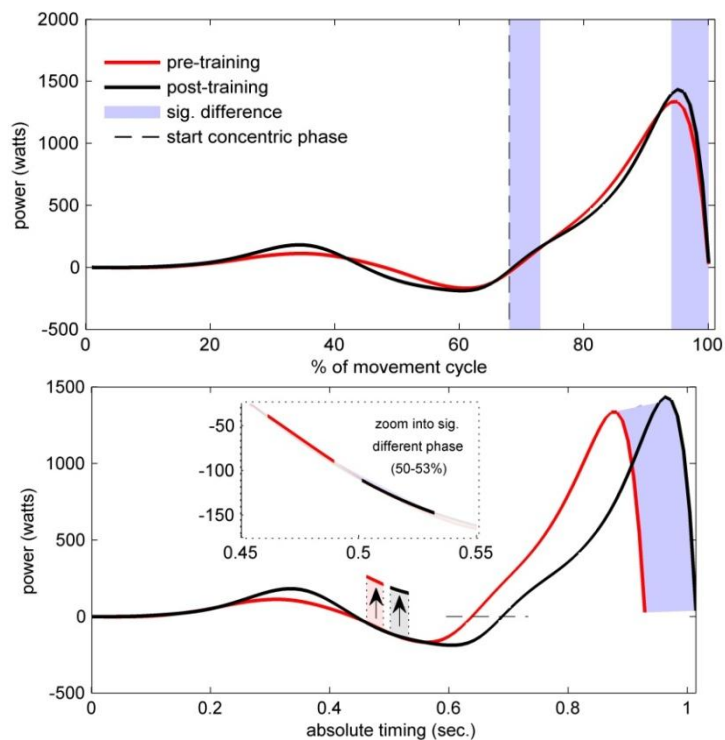 2000
1500
1000
500
0
-500
power (watts)
pre-training
post-training
sig. difference
start concentric phase
0 20 40 60 80 100
% of movement cycle
1500
1000
500
0
-500
power (watts)
-50
-100
-150
0.45 0.5 0.55
zoom into sig.
different phase
(50-53%)
0 0.2 0.4 0.6 0.8 1
absolute timing (sec.)